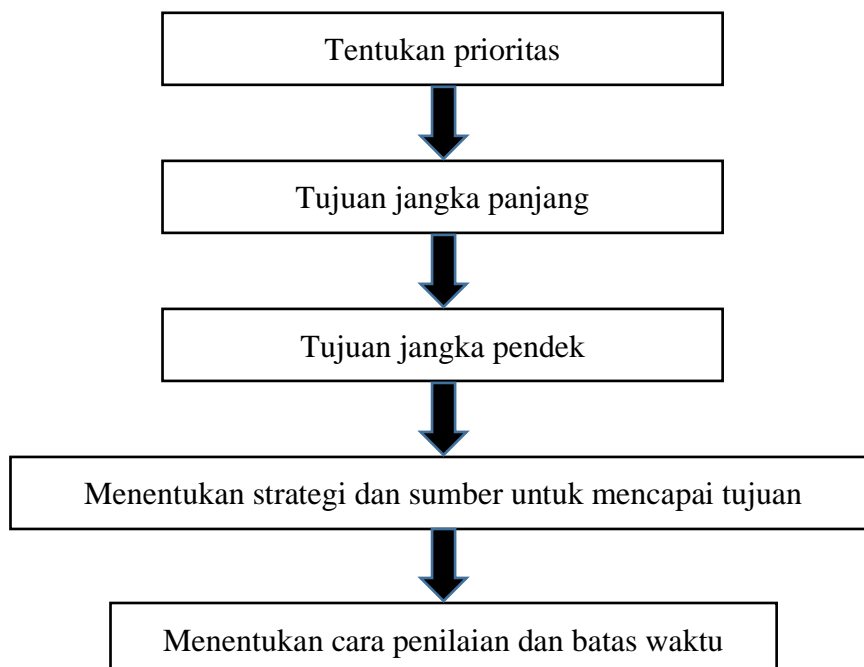 Tentukan prioritas
Tujuan jangka panjang
Tujuan jangka pendek
Menentukan strategi dan sumber untuk mencapai tujuan
Menentukan cara penilaian dan batas waktu